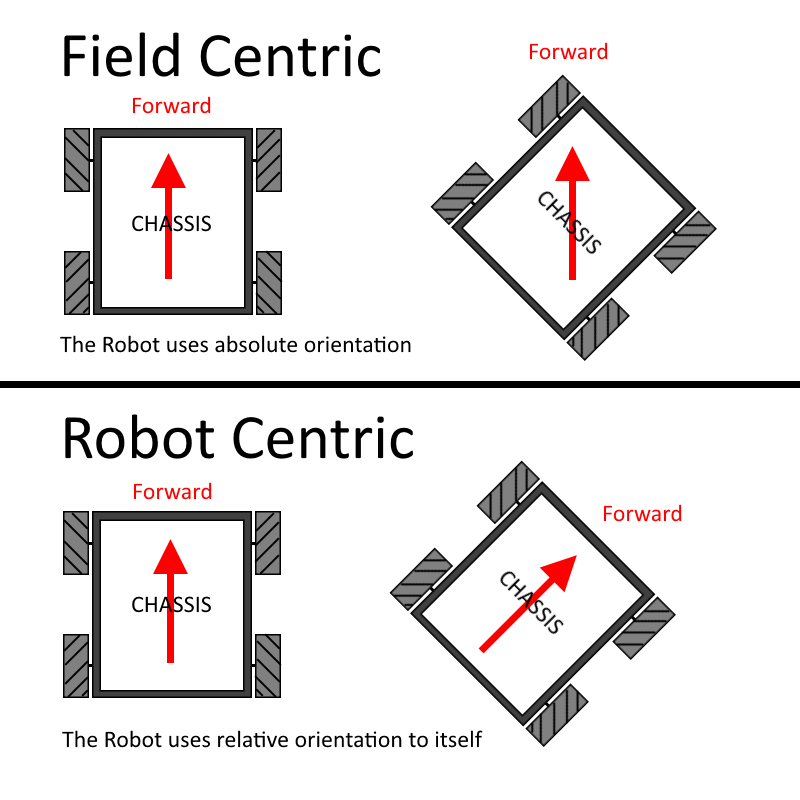 Field Centric
Forward
Forward
CHASSIS
CHASSIS
The Robot uses absolute orientation
Robot Centric
Forward
Forward
CHASSIS
CHASSIS
The Robot uses relative orientation to itself